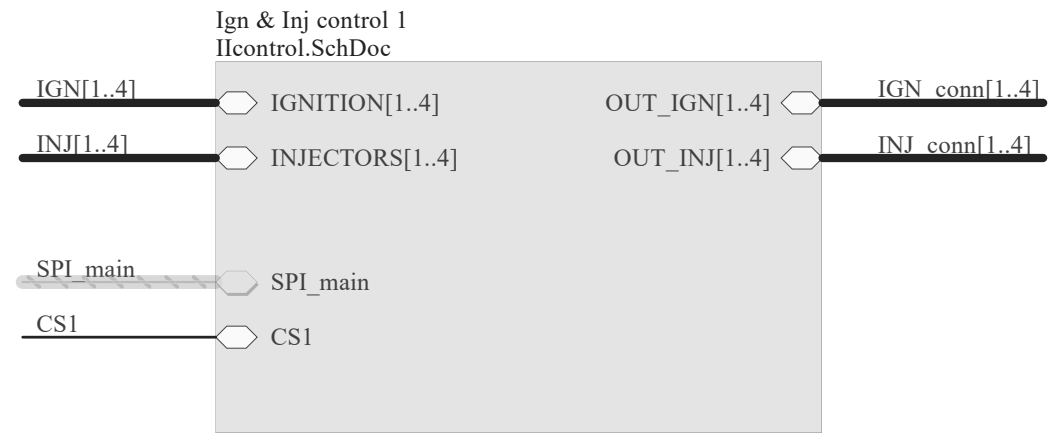 Ign & Inj control 1
IIcontrol.SchDoc
IGN[1..4] IGNITION[1..4] OUT_IGN[1..4] IGN_conn[1..4]
INJ[1..4] INJECTORS[1..4] OUT_INJ[1..4] INJ_conn[1..4]
SPI_main SPI_main
CS1 CS1